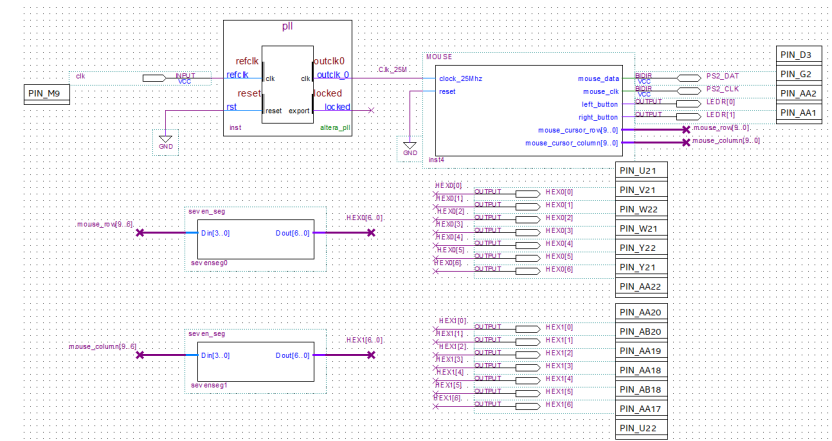 pll
refclk outclk0
refclk clk clk outclk_0
reset locked
rst reset export locked
inst altera_pll
clk INPUT
VCC
PIN_M9
GND
Clk_25M
MOUSE
clock_25Mhz mouse_data
reset mouse_clk
left_button
right_button
mouse_cursor_row[9..0]
mouse_cursor_column[9..0]
inst4
GND
BIDIR PS2_DAT
VCC
BIDIR PS2_CLK
VCC
OUTPUT LEDR[0]
OUTPUT LEDR[1]
mouse_row[9..0]
mouse_column[9..0]
PIN_D3
PIN_G2
PIN_AA2
PIN_AA1
seven_seg
mouse_row[9..6] Din[3..0] Dout[6..0] HEX0[6..0]
sevenseg0
HEX0[0] OUTPUT HEX0[0]
HEX0[1] OUTPUT HEX0[1]
HEX0[2] OUTPUT HEX0[2]
HEX0[3] OUTPUT HEX0[3]
HEX0[4] OUTPUT HEX0[4]
HEX0[5] OUTPUT HEX0[5]
HEX0[6] OUTPUT HEX0[6]
PIN_U21
PIN_V21
PIN_W22
PIN_W21
PIN_Y22
PIN_Y21
PIN_AA22
seven_seg
mouse_column[9..6] Din[3..0] Dout[6..0] HEX1[6..0]
sevenseg1
HEX1[0] OUTPUT HEX1[0]
HEX1[1] OUTPUT HEX1[1]
HEX1[2] OUTPUT HEX1[2]
HEX1[3] OUTPUT HEX1[3]
HEX1[4] OUTPUT HEX1[4]
HEX1[5] OUTPUT HEX1[5]
HEX1[6] OUTPUT HEX1[6]
PIN_AA20
PIN_AB20
PIN_AA19
PIN_AA18
PIN_AB18
PIN_AA17
PIN_U22